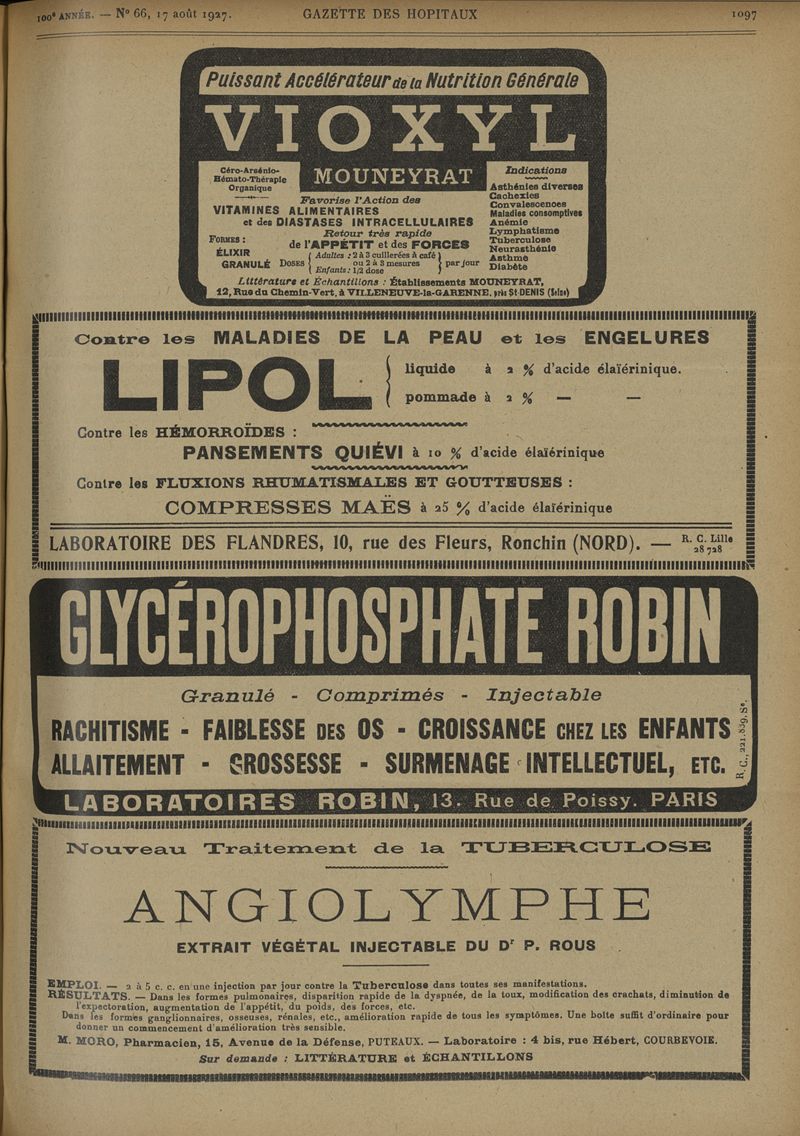 100e ANNÉE. — No 66, 17 août 1927. GAZETTE DES HOPITAUX 1097
Puissant Accélérateur de la Nutrition Générale
VIOXYL
MOUNEYRAT
Céro-Arsénio-
Hémato-Thérapie
Organique
Favorise l'Action des
VITAMINES ALIMENTAIRES
et des DIASTASES INTRACELLULAIRES
Retour très rapide
de l'APPÉTIT et des FORCES
FORMES :
ÉLIXIR
GRANULÉ
DOSES { Adultes : 2 à 3 cuillerées à café
ou 2 à 3 mesures
Enfants : 1/2 dose } par jour
Indications
Asthénies diverses
Cachexies
Convalescences
Maladies consomptives
Anémie
Lymphatisme
Tuberculose
Neurasthénie
Asthme
Diabète
Littérature et Échantillons : Établissements MOUNEYRAT,
12, Rue du Chemin-Vert, à VILLENEUVE-la-GARENNE, près St-DENIS (Seine)
Contre les MALADIES DE LA PEAU et les ENGELURES
LIPOL { liquide à 2 % d'acide élaïérinique.
pommade à 2 % — —
Contre les HÉMORROÏDES :
PANSEMENTS QUIÉVI à 10 % d'acide élaïérinique
Contre les FLUXIONS RHUMATISMALES ET GOUTTEUSES :
COMPRESSES MAËS à 25 % d'acide élaïérinique
LABORATOIRE DES FLANDRES, 10, rue des Fleurs, Ronchin (NORD). — R. C. Lille
28 728
GLYCÉROPHOSPHATE ROBIN
Granulé - Comprimés - Injectable
RACHITISME - FAIBLESSE DES OS - CROISSANCE CHEZ LES ENFANTS
ALLAITEMENT - GROSSESSE - SURMENAGE INTELLECTUEL, ETC.
R. C., 221.839, Se.
LABORATOIRES ROBIN, 13. Rue de Poissy. PARIS
Nouveau Traitement de la TUBERCULOSE
ANGIOLYMPHE
EXTRAIT VÉGÉTAL INJECTABLE DU Dr P. ROUS
EMPLOI. — 2 à 5 c. c. en une injection par jour contre la Tuberculose dans toutes ses manifestations.
RÉSULTATS. — Dans les formes pulmonaires, disparition rapide de la dyspnée, de la toux, modification des crachats, diminution de
l'expectoration, augmentation de l'appétit, du poids, des forces, etc.
Dans les formes ganglionnaires, osseuses, rénales, etc., amélioration rapide de tous les symptômes. Une boîte suffit d'ordinaire pour
donner un commencement d'amélioration très sensible.
M. MORO, Pharmacien, 15, Avenue de la Défense, PUTEAUX. — Laboratoire : 4 bis, rue Hébert, COURBEVOIE.
Sur demande : LITTÉRATURE et ÉCHANTILLONS